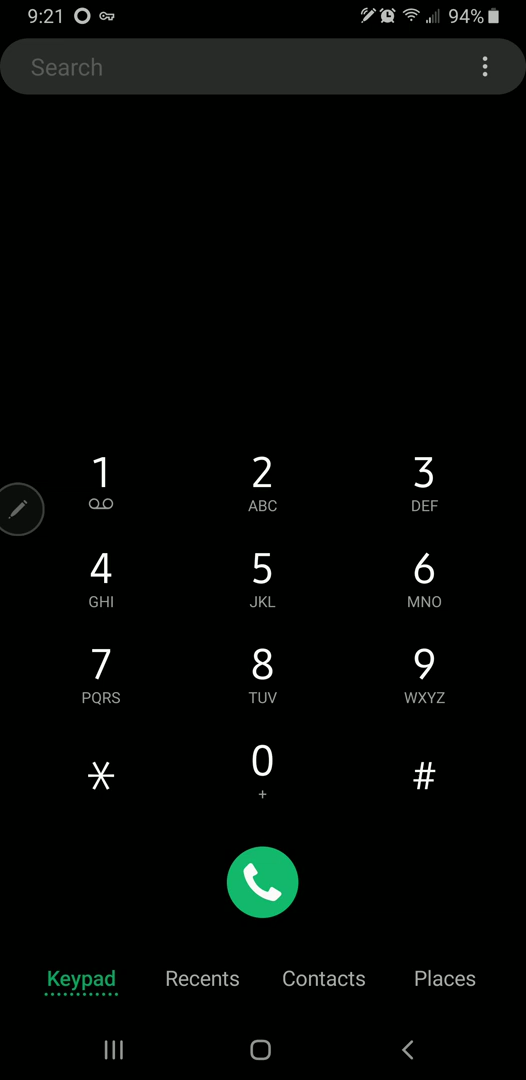 9:21 94%
Search
1 2 3
ABC DEF
4 5 6
GHI JKL MNO
7 8 9
PQRS TUV WXYZ
* 0 #
+
Keypad Recents Contacts Places